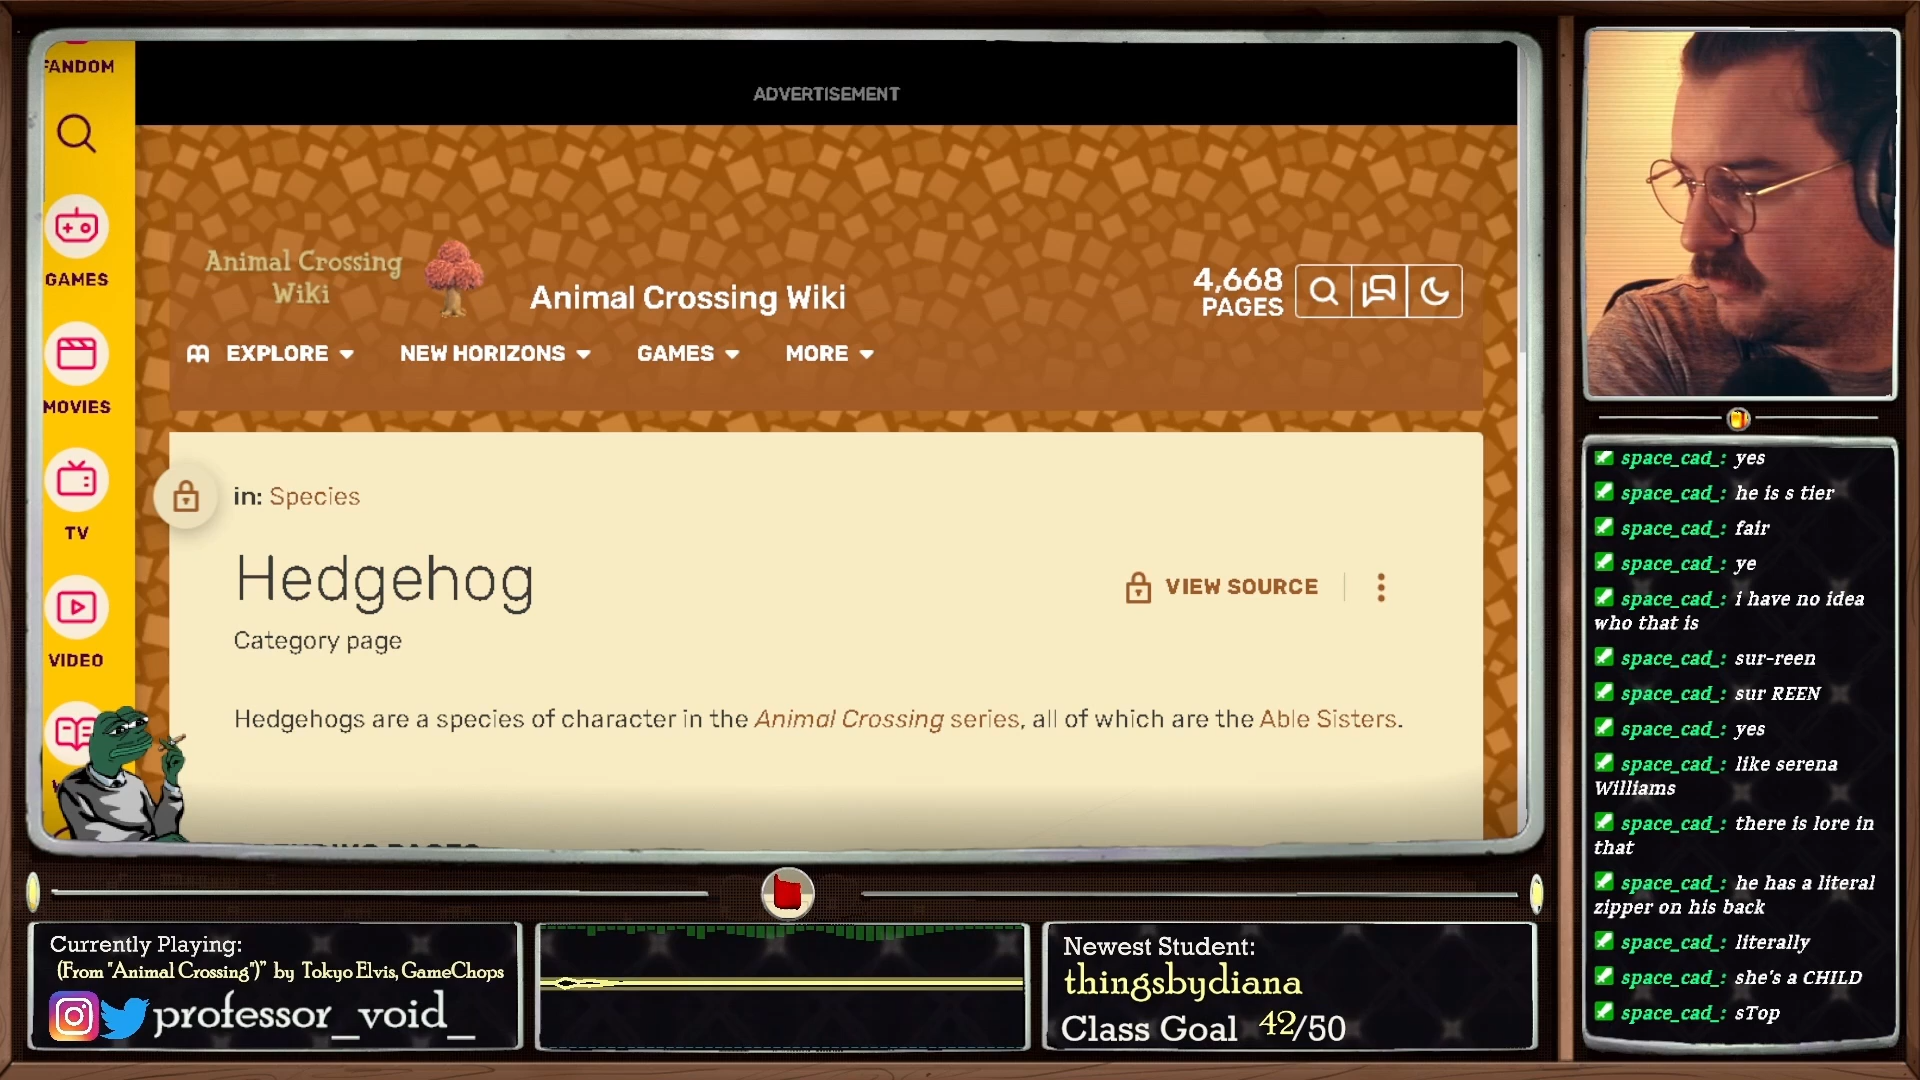 FANDOM
ADVERTISEMENT
GAMES
MOVIES
TV
VIDEO
Animal Crossing
Wiki
Animal Crossing Wiki
4,668
PAGES
EXPLORE
NEW HORIZONS
GAMES
MORE
in: Species
Hedgehog
VIEW SOURCE
Category page
Hedgehogs are a species of character in the Animal Crossing series, all of which are the Able Sisters.
space_cad_: yes
space_cad_: he is s tier
space_cad_: fair
space_cad_: ye
space_cad_: i have no idea
who that is
space_cad_: sur-reen
space_cad_: sur REEN
space_cad_: yes
space_cad_: like serena
Williams
space_cad_: there is lore in
that
space_cad_: he has a literal
zipper on his back
space_cad_: literally
space_cad_: she's a CHILD
space_cad_: sTop
Currently Playing:
(From "Animal Crossing")" by Tokyo Elvis, GameChops
professor_void_
Newest Student:
thingsbydiana
Class Goal 42/50